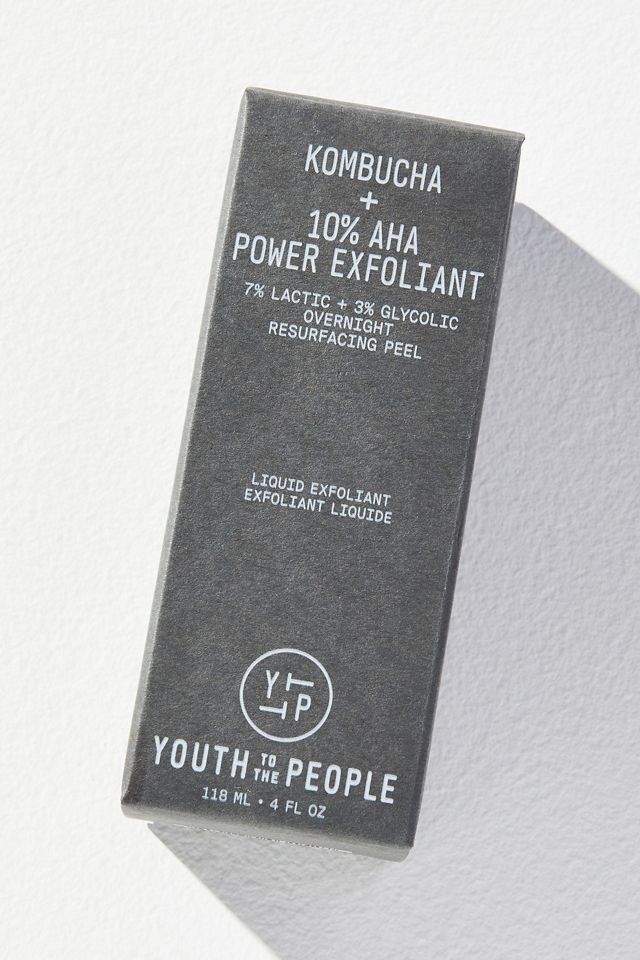 KOMBUCHA
+
10% AHA
POWER EXFOLIANT
7% LACTIC + 3% GLYCOLIC
OVERNIGHT
RESURFACING PEEL
LIQUID EXFOLIANT
EXFOLIANT LIQUIDE
YTTP
YOUTH TO THE PEOPLE
118 ML • 4 FL OZ